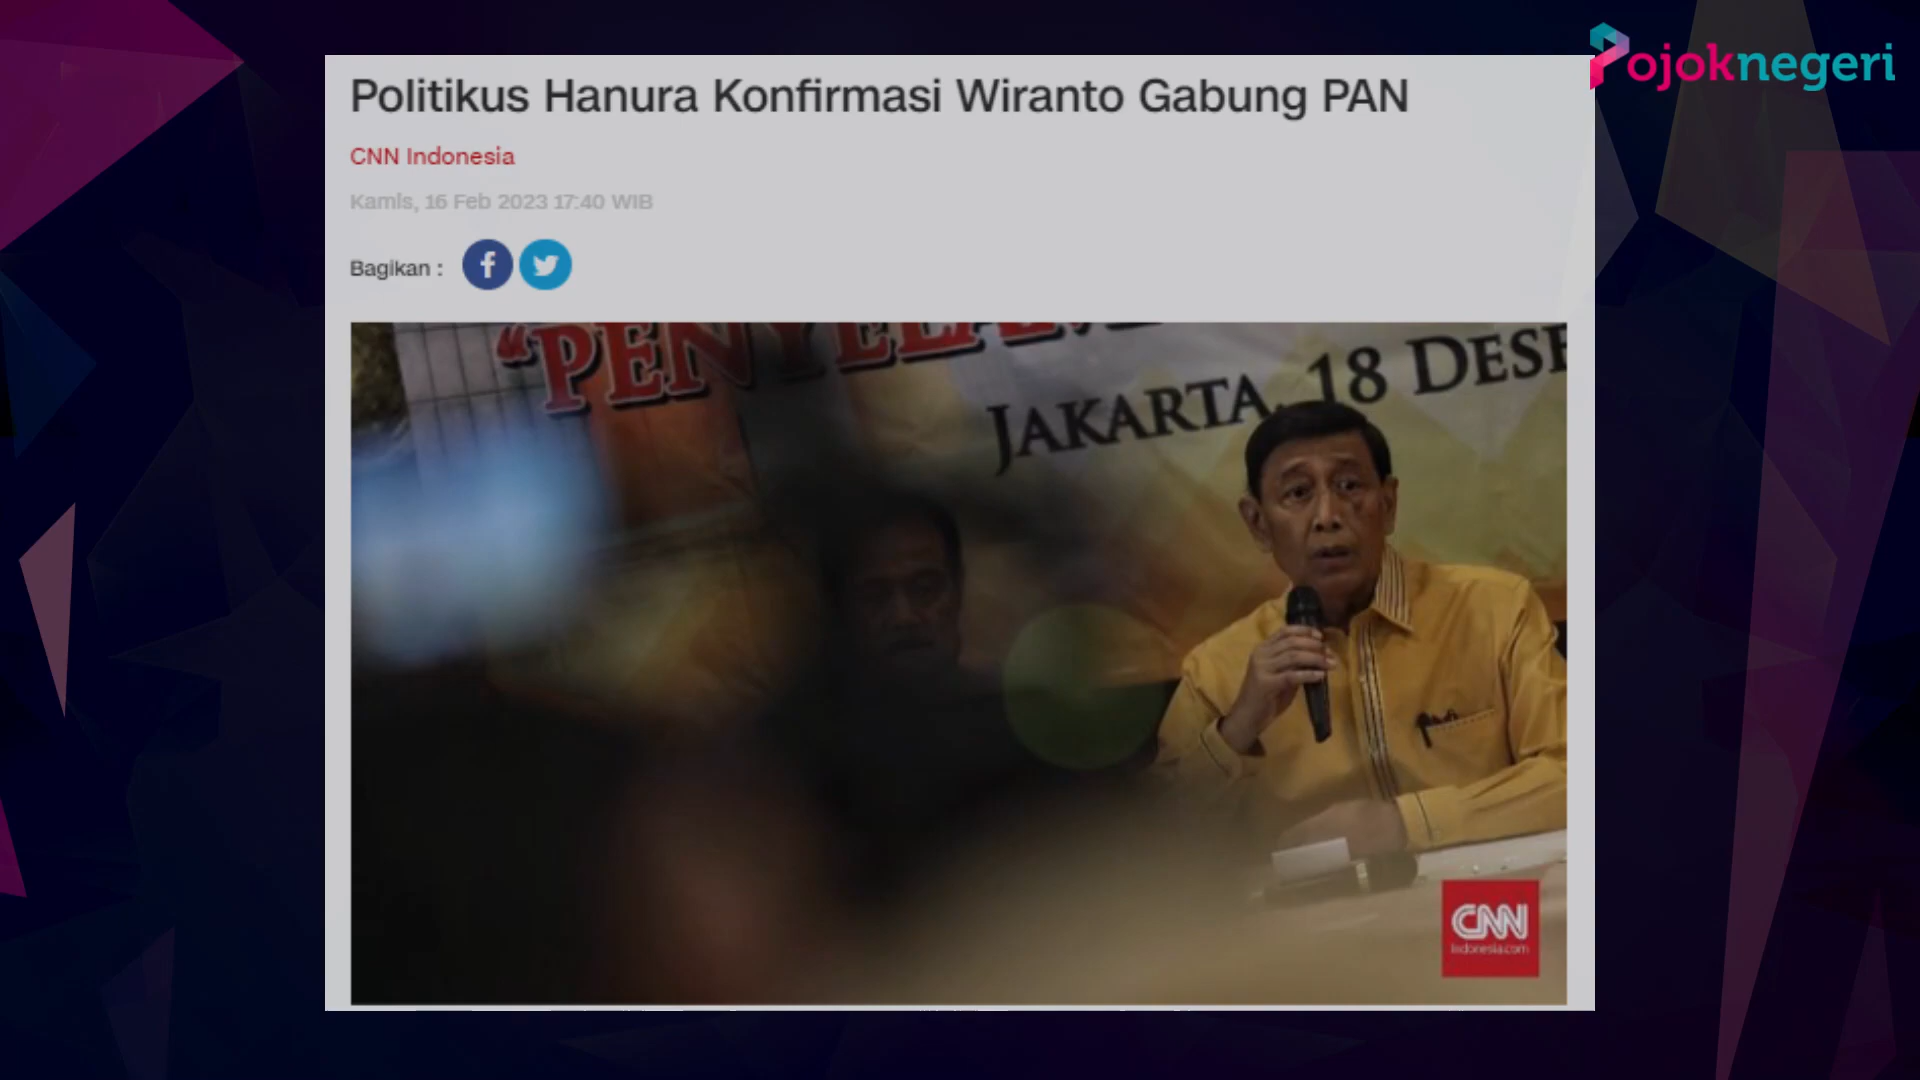 Pojoknegeri
Politikus Hanura Konfirmasi Wiranto Gabung PAN
CNN Indonesia
Kamis, 16 Feb 2023 17:40 WIB
Bagikan :
"PENYELA
JAKARTA, 18 DESE
CNN
Indonesia.com